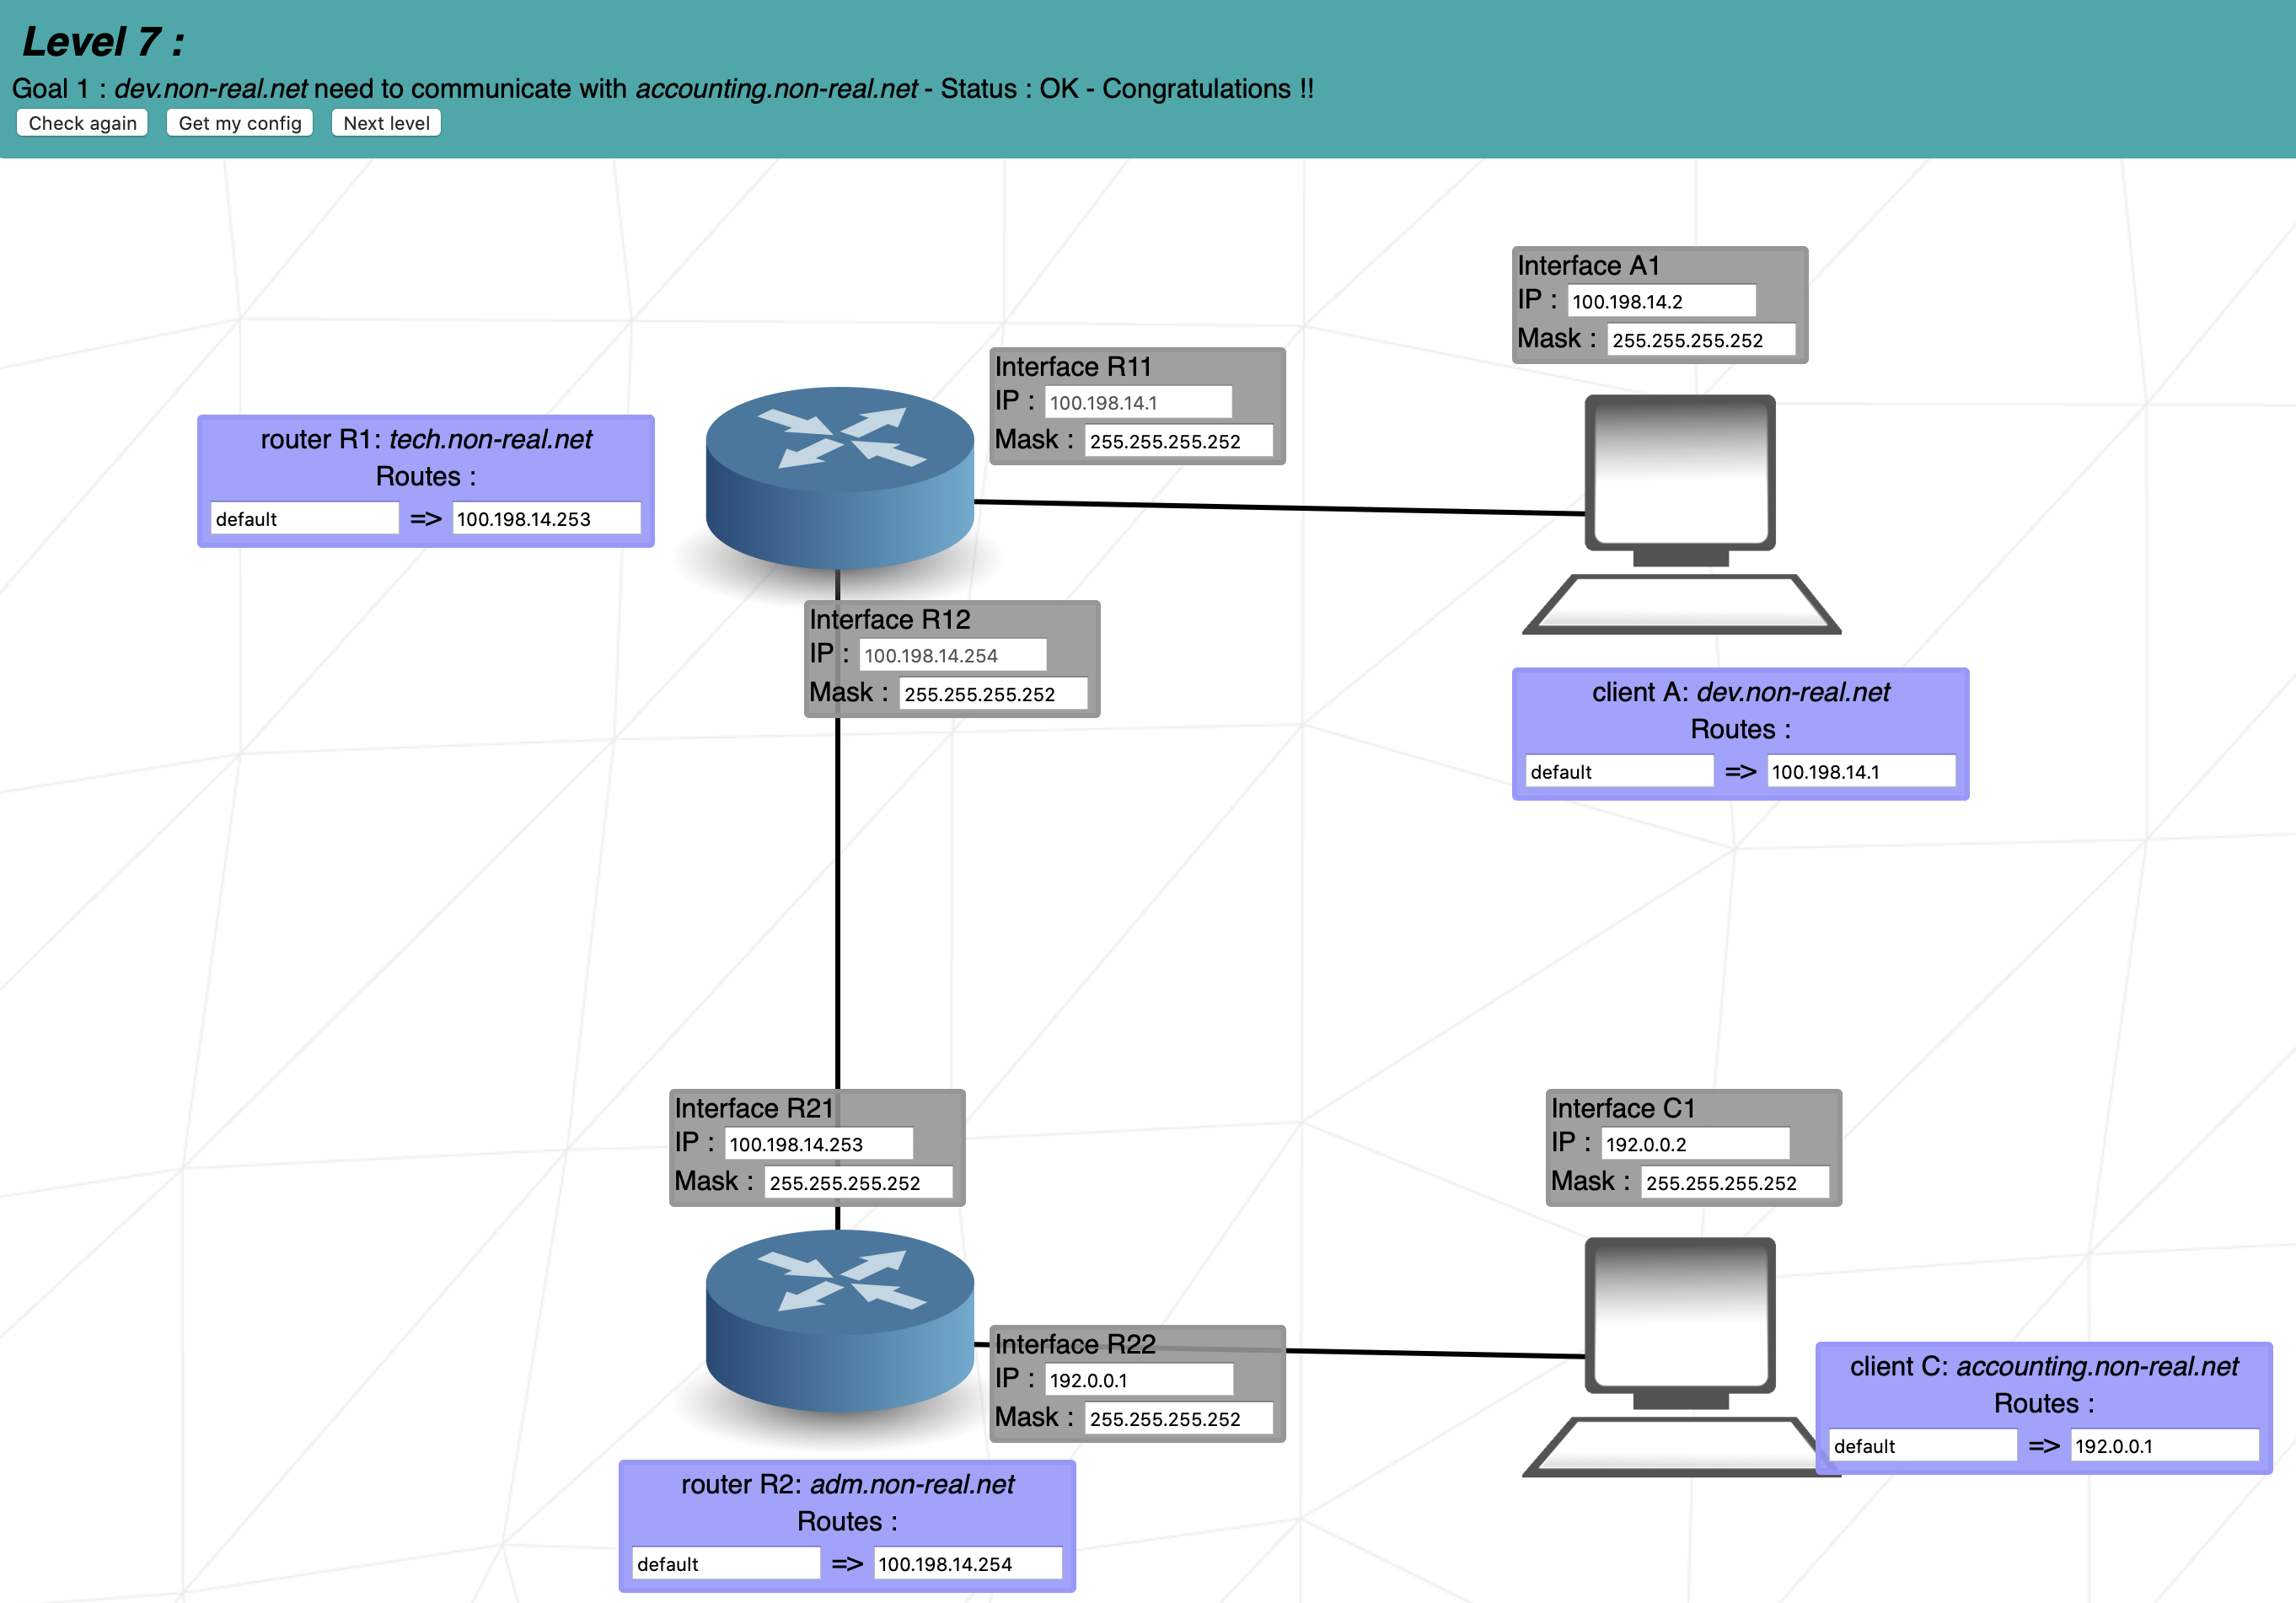 Level 7 :
Goal 1 : dev.non-real.net need to communicate with accounting.non-real.net - Status : OK - Congratulations !!
Check again Get my config Next level
Interface A1
IP : 100.198.14.2
Mask : 255.255.255.252
Interface R11
IP : 100.198.14.1
Mask : 255.255.255.252
router R1: tech.non-real.net
Routes :
default => 100.198.14.253
Interface R12
IP : 100.198.14.254
Mask : 255.255.255.252
client A: dev.non-real.net
Routes :
default => 100.198.14.1
Interface R21
IP : 100.198.14.253
Mask : 255.255.255.252
Interface C1
IP : 192.0.0.2
Mask : 255.255.255.252
Interface R22
IP : 192.0.0.1
Mask : 255.255.255.252
client C: accounting.non-real.net
Routes :
default => 192.0.0.1
router R2: adm.non-real.net
Routes :
default => 100.198.14.254